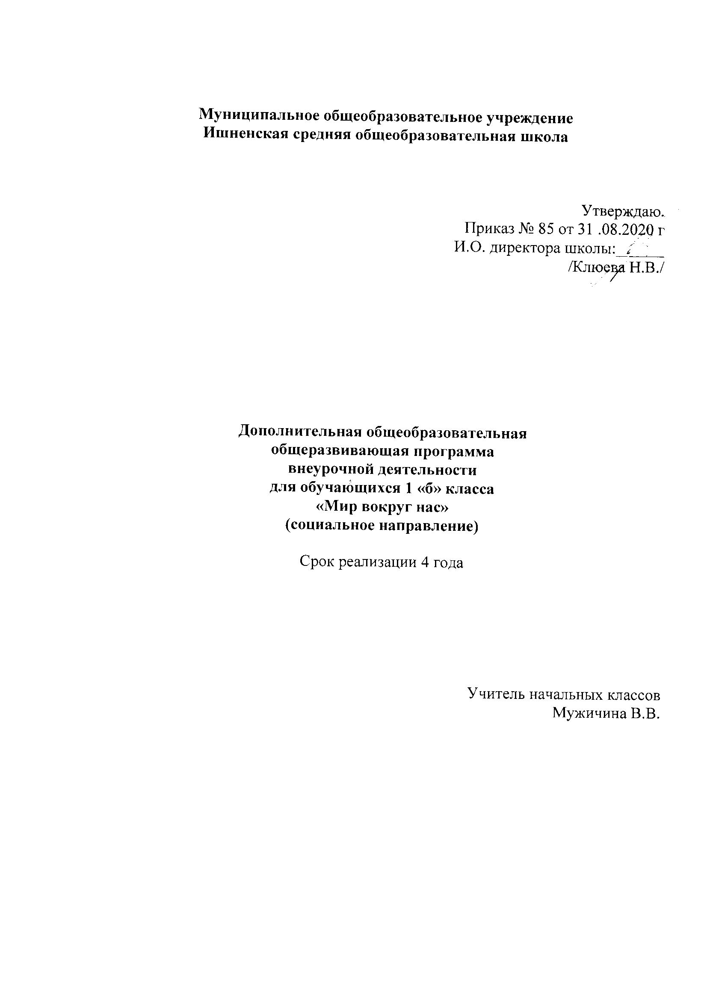 Муниципальное общеобразовательное учреждение
Ишненская средняя общеобразовательная школа
Утверждаю.
Приказ № 85 от 31 .08.2020 г
И.О. директора школы:______
/Клюева Н.В./
Дополнительная общеобразовательная
общеразвивающая программа
внеурочной деятельности
для обучающихся 1 «б» класса
«Мир вокруг нас»
(социальное направление)
Срок реализации 4 года
Учитель начальных классов
Мужичина В.В.